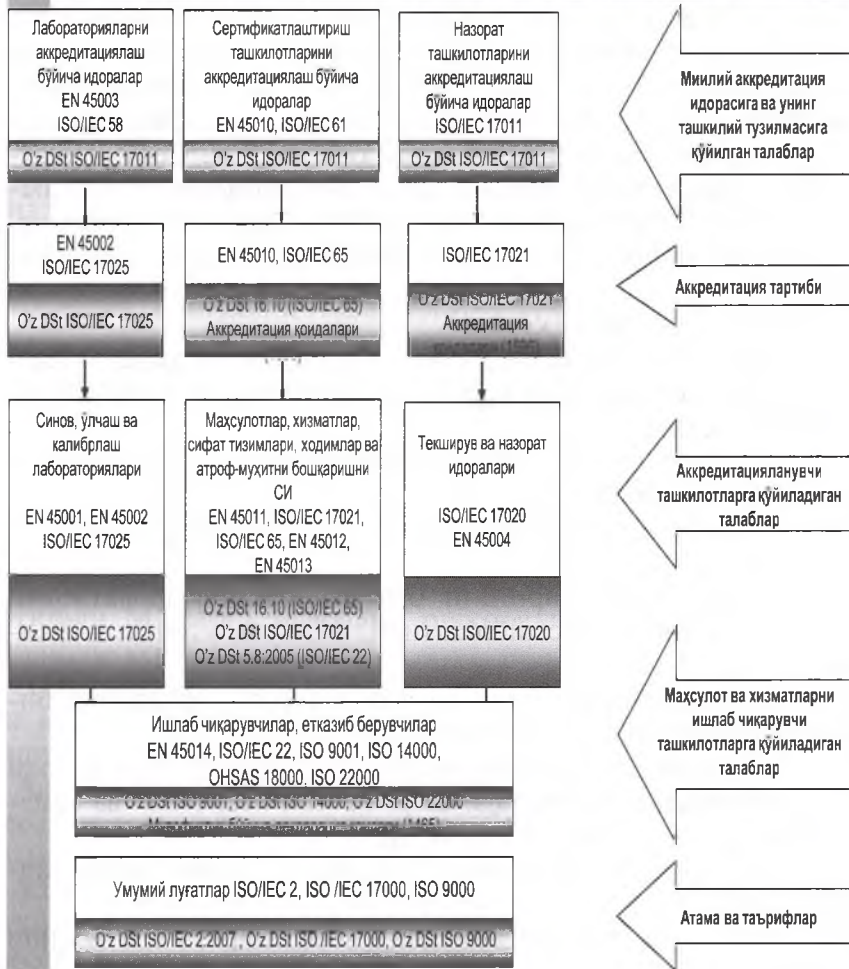 Лабораторияларни
аккредитациялаш
бўйича идоралар
EN 45003
ISO/IEC 58
O'z DSt ISO/IEC 17011
Сертификатлаштириш
ташкилотларини
аккредитациялаш бўйича
идоралар
EN 45010, ISO/IEC 61
O'z DSt ISO/IEC 17011
Назорат
ташкилотларини
аккредитациялаш
бўйича идоралар
ISO/IEC 17011
O'z DSt ISO/IEC 17011
Миилий аккредитация
идорасига ва унинг
ташкилий тузилмасига
қўйилган талаблар
EN 45002
ISO/IEC 17025
O'z DSt ISO/IEC 17025
EN 45010, ISO/IEC 65
O'z DSt 16.10 (ISO/IEC 65)
Аккредитация қоидалари
ISO/IEC 17021
O'z DSt ISO/IEC 17021
Аккредитация
Аккредитация тартиби
Синов, ўлчаш ва
калибрлаш
лабораториялари
EN 45001, EN 45002
ISO/IEC 17025
O'z DSt ISO/IEC 17025
Маҳсулотлар, хизматлар,
сифат тизимлари, ходимлар ва
атроф-муҳитни бошқаришни
СИ
EN 45011, ISO/IEC 17021,
ISO/IEC 65, EN 45012,
EN 45013
O'z DSt 16.10 (ISO/IEC 65)
O'z DSt ISO/IEC 17021
O'z DSt 5.8:2005 (ISO/IEC 22)
Текширув ва назорат
идоралари
ISO/IEC 17020
EN 45004
O'z DSt ISO/IEC 17020
Аккредитацияланувчи
ташкилотларга қўйиладиган
талаблар
Ишлаб чиқарувчилар, етказиб берувчилар
EN 45014, ISO/IEC 22, ISO 9001, ISO 14000,
OHSAS 18000, ISO 22000
O'z DSt ISO 9001, O'z DSt ISO 14000, O'z DSt ISO 22000
Маҳсулот ва хизматларни
ишлаб чиқарувчи
ташкилотларга қўйиладиган
талаблар
Умумий луғатлар ISO/IEC 2, ISO /IEC 17000, ISO 9000
O'z DSt ISO/IEC 2:2007 , O'z DSt ISO /IEC 17000, O'z DSt ISO 9000
Атама ва таърифлар